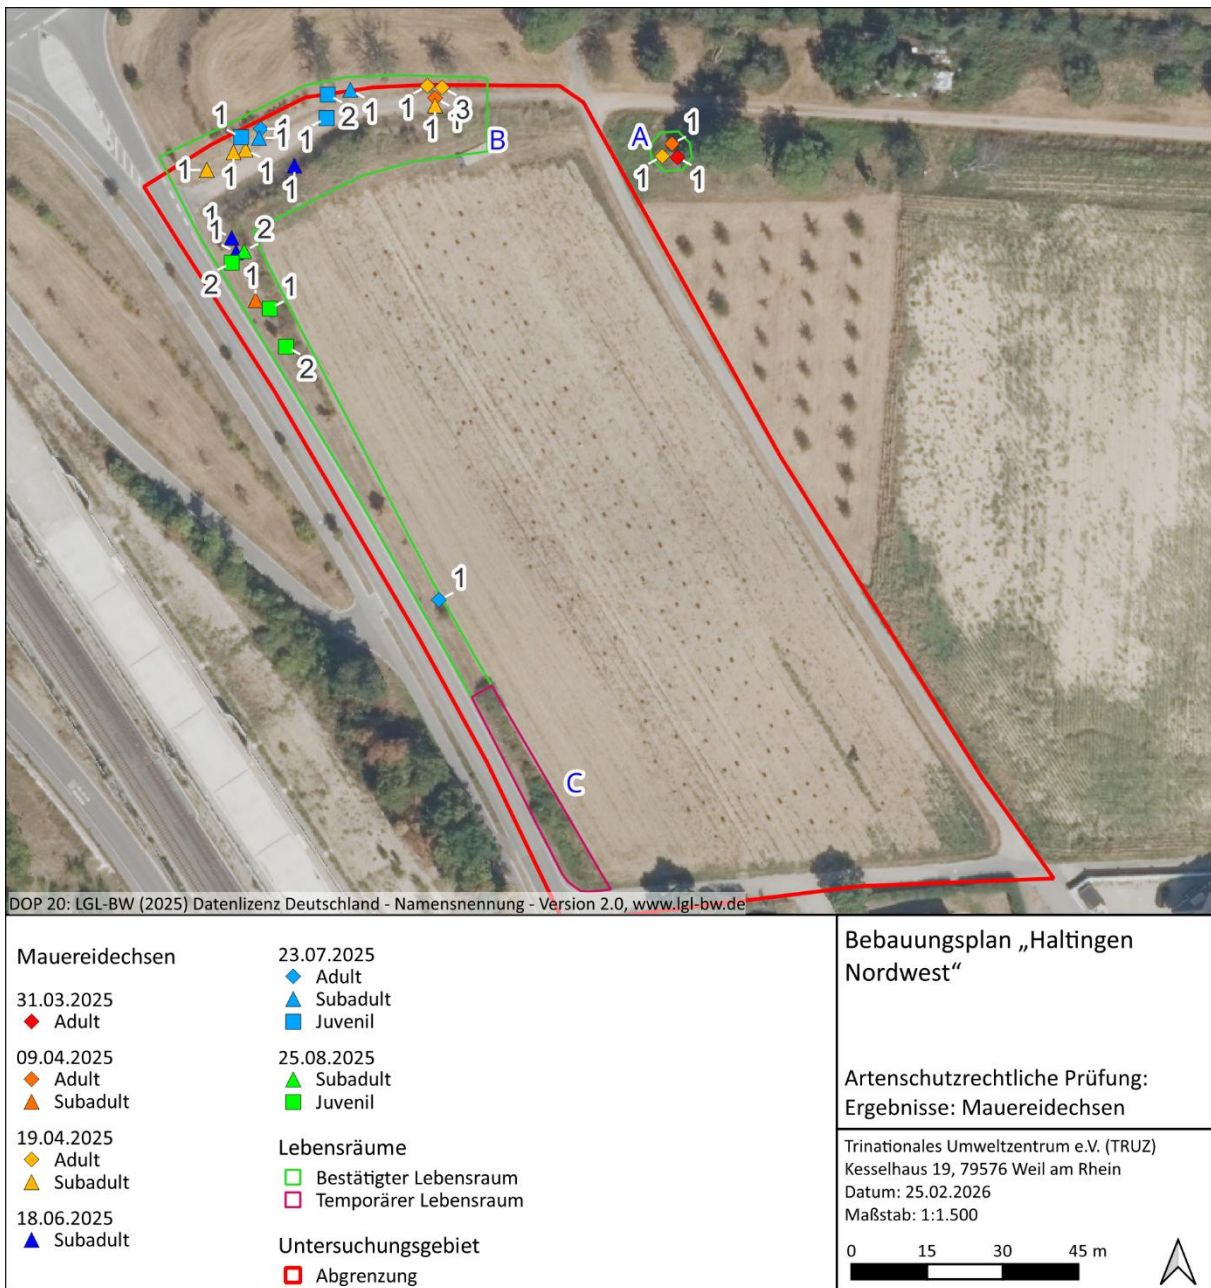 1
1
1
2
1
1
3
1
1
1
1
1
1
1
1
B
A
1
1
1
1
1
2
2
1
1
2
1
C
DOP 20: LGL-BW (2025) Datenlizenz Deutschland - Namensnennung - Version 2.0, www.lgl-bw.de
Mauereidechsen
31.03.2025
Adult
09.04.2025
Adult
Subadult
19.04.2025
Adult
Subadult
18.06.2025
Subadult
23.07.2025
Adult
Subadult
Juvenil
25.08.2025
Subadult
Juvenil
Lebensräume
Bestätigter Lebensraum
Temporärer Lebensraum
Untersuchungsgebiet
Abgrenzung
Bebauungsplan „Haltingen
Nordwest“
Artenschutzrechtliche Prüfung:
Ergebnisse: Mauereidechsen
Trinationales Umweltzentrum e.V. (TRUZ)
Kesselhaus 19, 79576 Weil am Rhein
Datum: 25.02.2026
Maßstab: 1:1.500
0 15 30 45 m